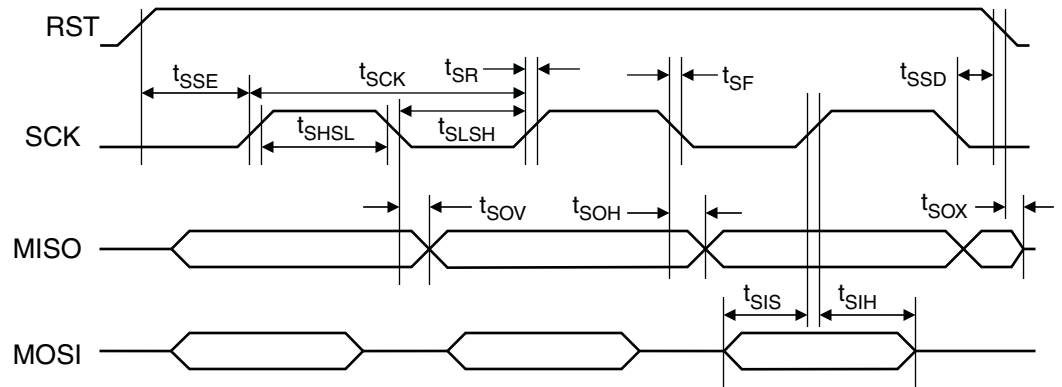 RST
tSSE tSCK tSR tSF tSSD
SCK tSHSL tSLSH
tSOV tSOH tSOX
MISO
tSIS tSIH
MOSI